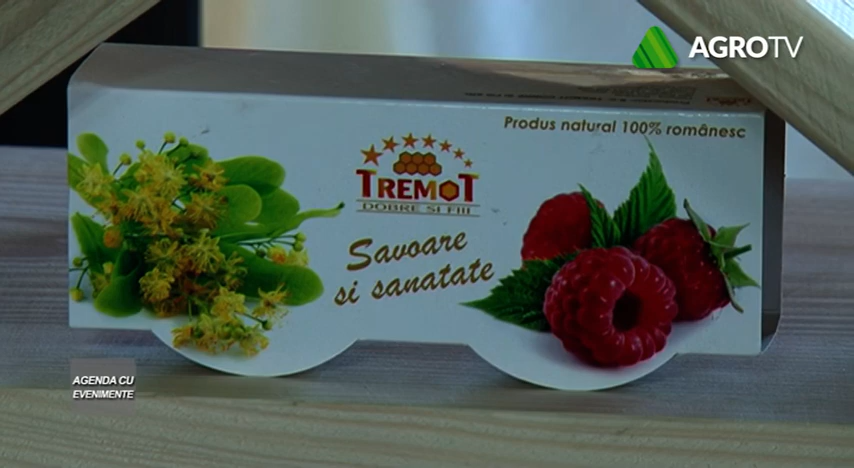 AGROTV
Produs natural 100% românesc
TREMOT
DOBRE SI FIII
Savoare
si sanatate
AGENDA CU
EVENIMENTE